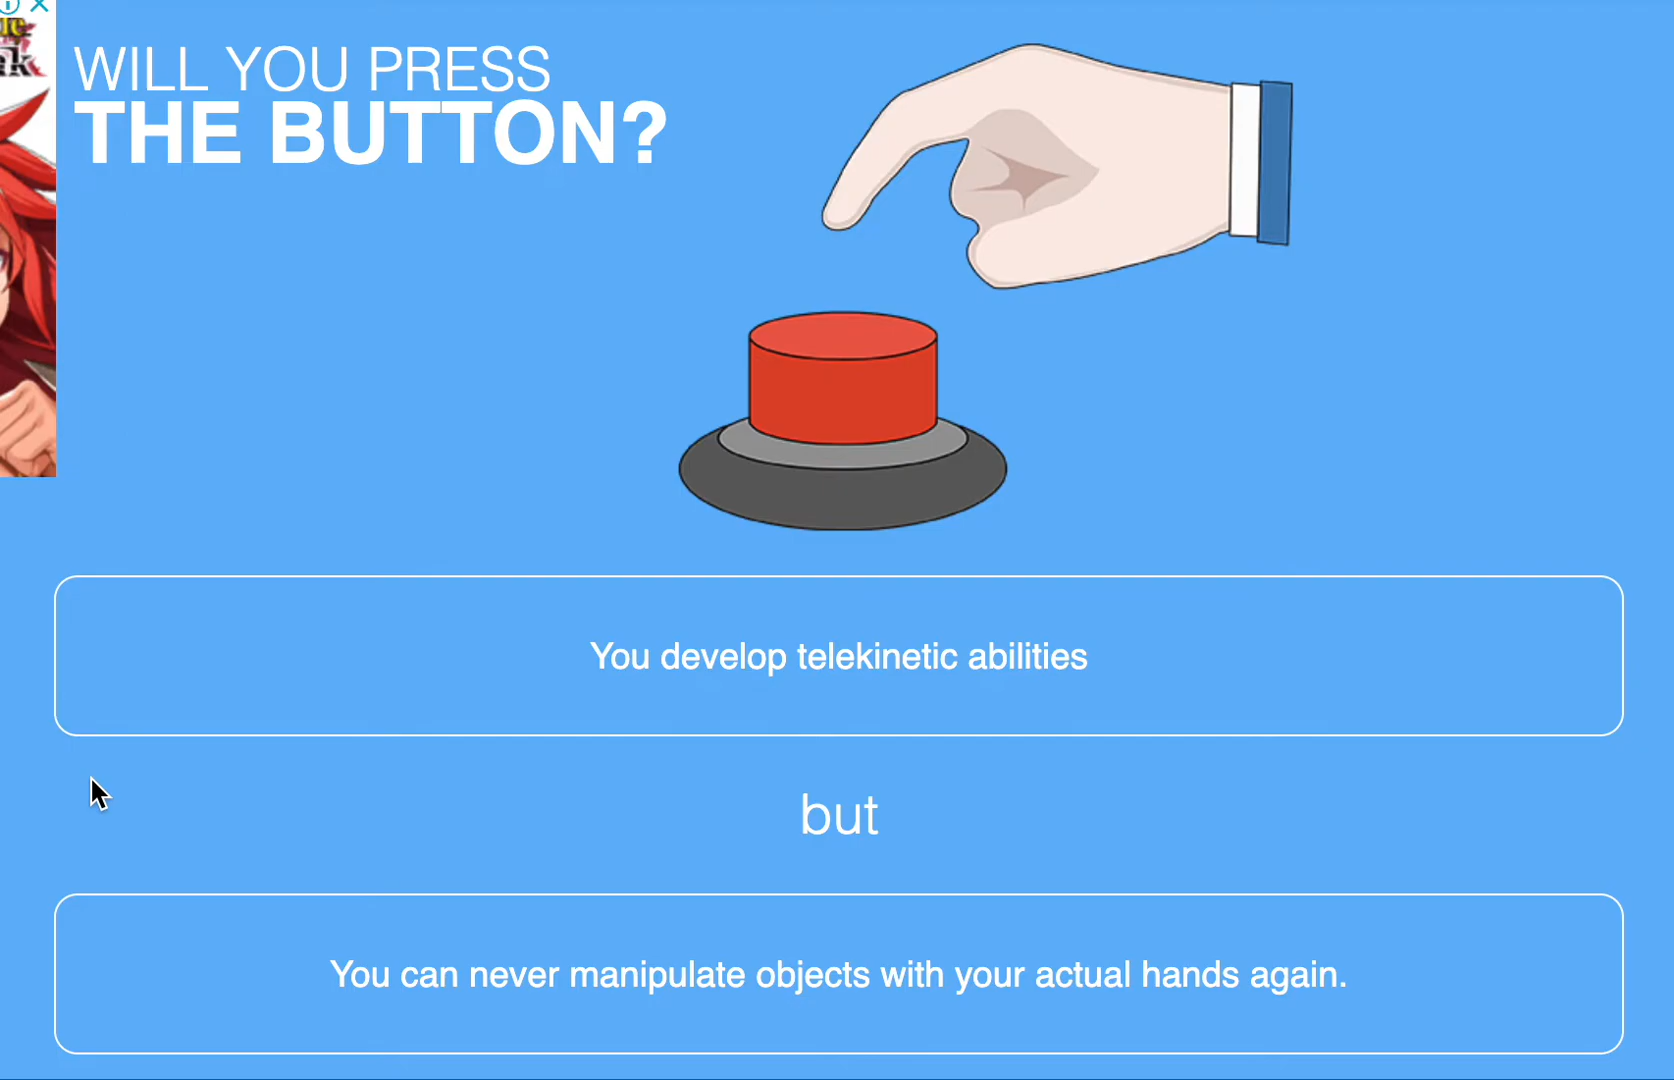 WILL YOU PRESS
THE BUTTON?
You develop telekinetic abilities
but
You can never manipulate objects with your actual hands again.